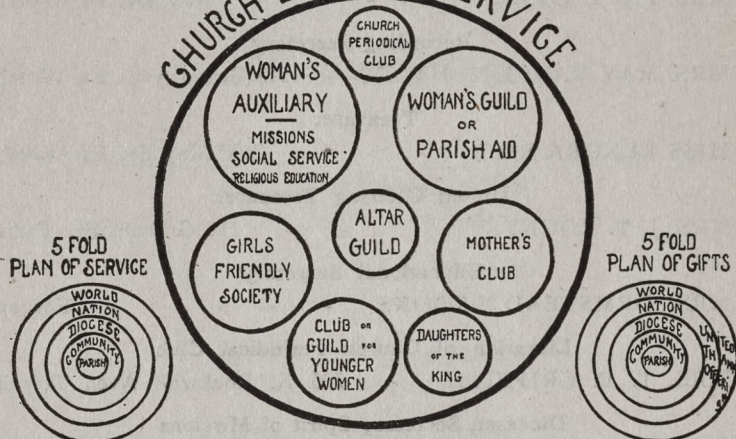 CHURCH
SERVICE
CHURCH
PERIODICAL
CLUB
WOMAN'S
AUXILIARY
MISSIONS
SOCIAL SERVICE
RELIGIOUS EDUCATION
WOMAN'S GUILD
OR
PARISH AID
ALTAR
GUILD
GIRLS
FRIENDLY
SOCIETY
MOTHER'S
CLUB
CLUB OR
GUILD FOR
YOUNGER
WOMEN
DAUGHTERS
OF THE
KING
5 FOLD
PLAN OF SERVICE
WORLD
NATION
DIOCESE
COMMUNITY
PARISH
5 FOLD
PLAN OF GIFTS
WORLD
NATION
DIOCESE
COMMUNITY
PARISH
UNITED